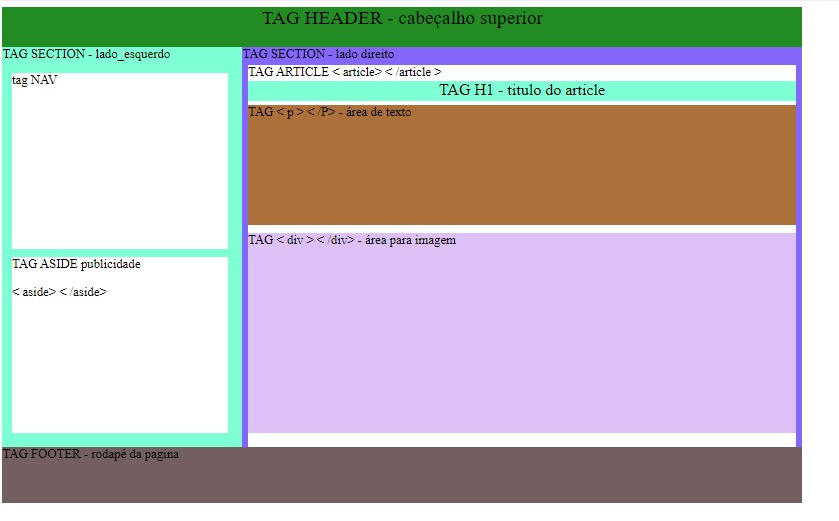 TAG HEADER - cabeçalho superior
TAG SECTION - lado_esquerdo
tag NAV
TAG ASIDE publicidade
< aside> < /aside>
TAG SECTION - lado direito
TAG ARTICLE < article> < /article >
TAG H1 - titulo do article
TAG < p > < /P> - área de texto
TAG < div > < /div> - área para imagem
TAG FOOTER - rodapé da pagina